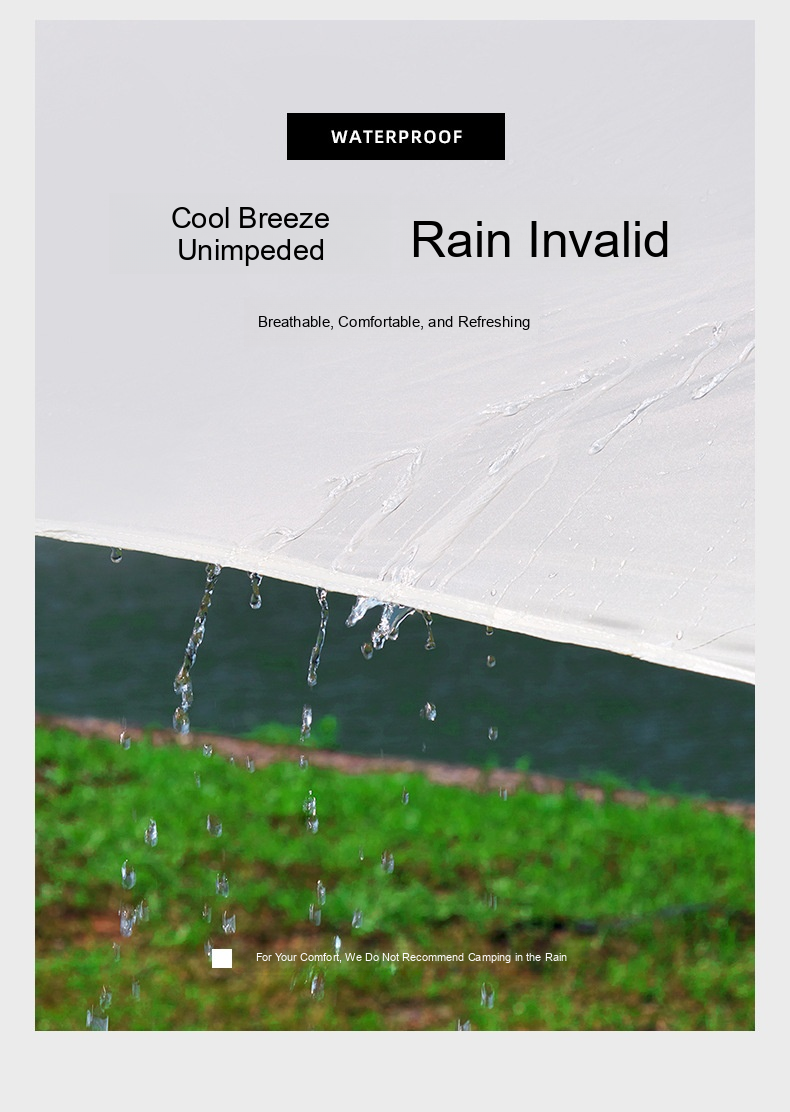 WATERPROOF
Cool Breeze
Unimpeded
Rain Invalid
Breathable, Comfortable, and Refreshing
For Your Comfort, We Do Not Recommend Camping in the Rain